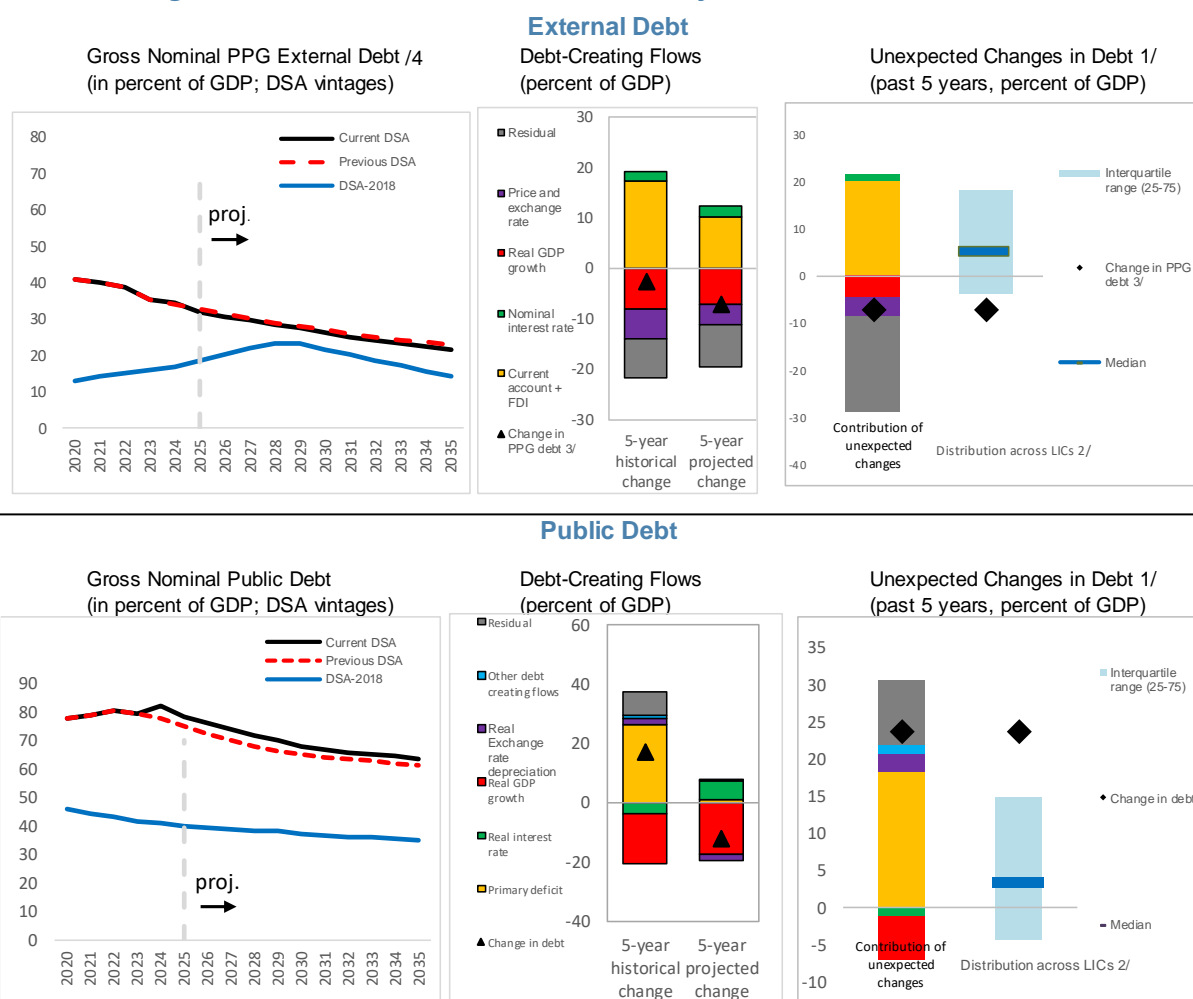 External Debt
Gross Nominal PPG External Debt /4
(in percent of GDP; DSA vintages)
80
70
60
50
40
30
20
10
0
Current DSA
Previous DSA
DSA-2018
proj.
2020
2021
2022
2023
2024
2025
2026
2027
2028
2029
2030
2031
2032
2033
2034
2035
Debt-Creating Flows
(percent of GDP)
Residual
Price and
exchange
rate
Real GDP
growth
Nominal
interest rate
Current
account +
FDI
Change in
PPG debt 3/
30
20
10
0
-10
-20
-30
5-year
historical
change
5-year
projected
change
Unexpected Changes in Debt 1/
(past 5 years, percent of GDP)
30
20
10
0
-10
-20
-30
-40
Contribution of
unexpected
changes
Distribution across LICs 2/
Interquartile
range (25-75)
Change in PPG
debt 3/
Median
Public Debt
Gross Nominal Public Debt
(in percent of GDP; DSA vintages)
Current DSA
Previous DSA
DSA-2018
90
80
70
60
50
40
30
20
10
0
proj.
2020
2021
2022
2023
2024
2025
2026
2027
2028
2029
2030
2031
2032
2033
2034
2035
Debt-Creating Flows
(percent of GDP)
Residual
Other debt
creating flows
Real
Exchange
rate
depreciation
Real GDP
growth
Real interest
rate
Primary deficit
Change in debt
60
40
20
0
-20
-40
5-year
historical
change
5-year
projected
change
Unexpected Changes in Debt 1/
(past 5 years, percent of GDP)
35
30
25
20
15
10
5
0
-5
-10
Contribution of
unexpected
changes
Distribution across LICs 2/
Interquartile
range (25-75)
Change in debt
Median